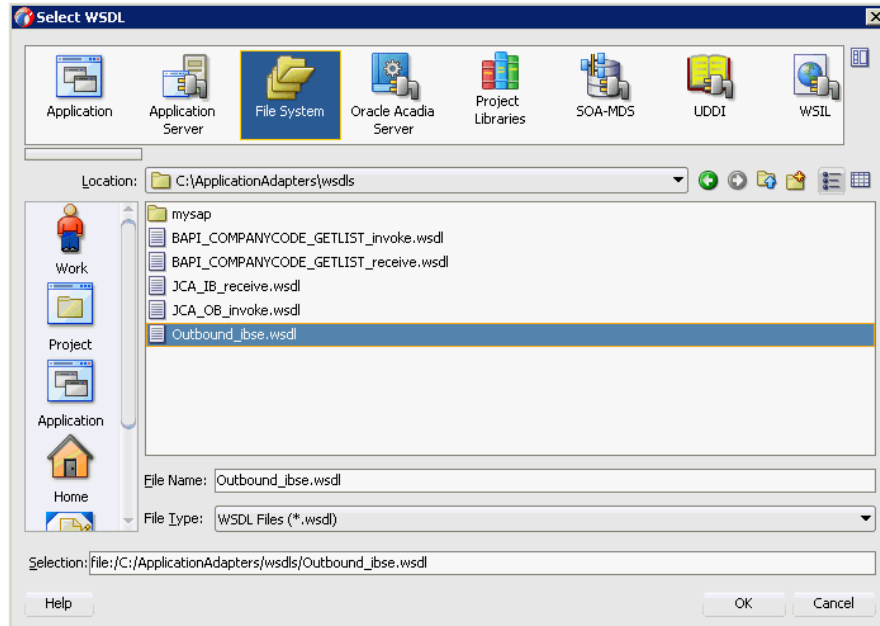 Select WSDL
Application
Application Server
File System
Oracle Acadia Server
Project Libraries
SOA-MDS
UDDI
WSIL
Location: C:\ApplicationAdapters\wsdls
Work
Project
Application
Home
mysap
BAPI_COMPANYCODE_GETLIST_invoke.wsdl
BAPI_COMPANYCODE_GETLIST_receive.wsdl
JCA_IB_receive.wsdl
JCA_OB_invoke.wsdl
Outbound_ibse.wsdl
File Name: Outbound_ibse.wsdl
File Type: WSDL Files (*.wsdl)
Selection: file:/C:/ApplicationAdapters/wsdls/Outbound_ibse.wsdl
Help
OK
Cancel